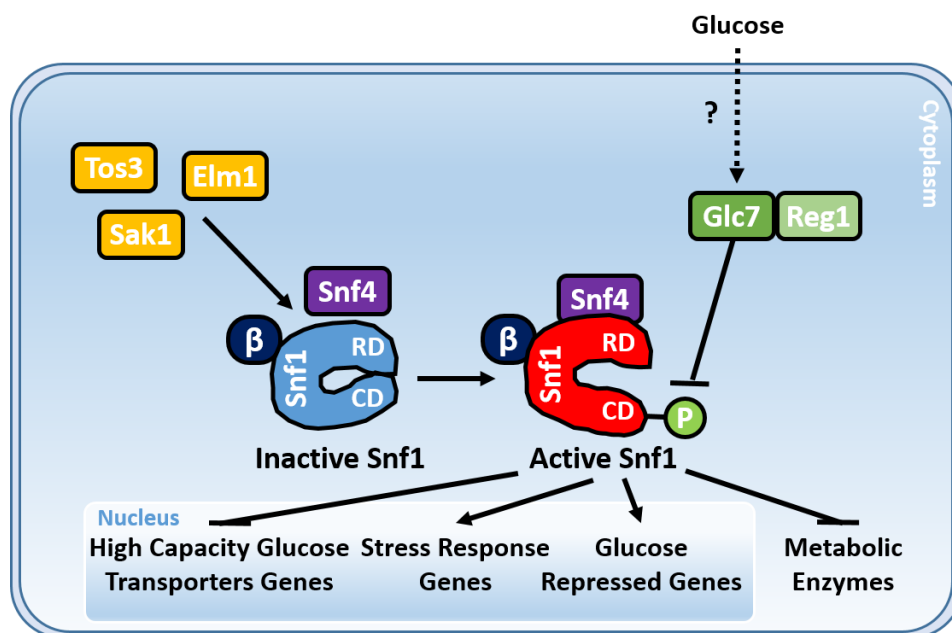 Glucose
Cytoplasm
?
Tos3
Elm1
Sak1
Glc7
Reg1
Snf4
β
Snf1
RD
CD
Snf4
β
Snf1
RD
CD
P
Inactive Snf1
Active Snf1
Nucleus
High Capacity Glucose
Transporters Genes
Stress Response
Genes
Glucose
Repressed Genes
Metabolic
Enzymes